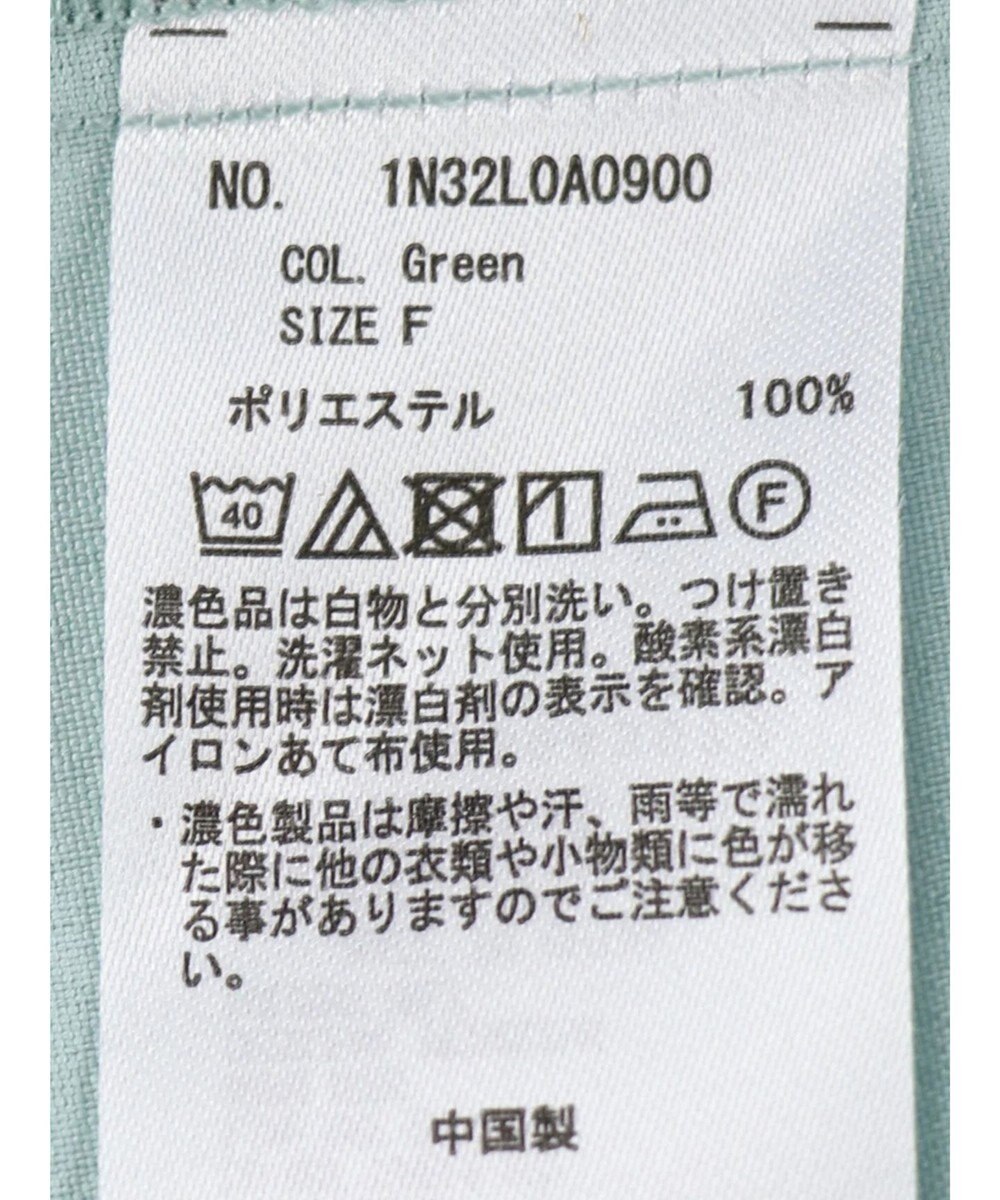 NO. 1N32L0A0900
COL. Green
SIZE F
ポリエステル 100%
40 F
濃色品は白物と分別洗い。つけ置き
禁止。洗濯ネット使用。酸素系漂白
剤使用時は漂白剤の表示を確認。ア
イロンあて布使用。
・濃色製品は摩擦や汗、雨等で濡れ
た際に他の衣類や小物類に色が移
る事がありますのでご注意くださ
い。
中国製